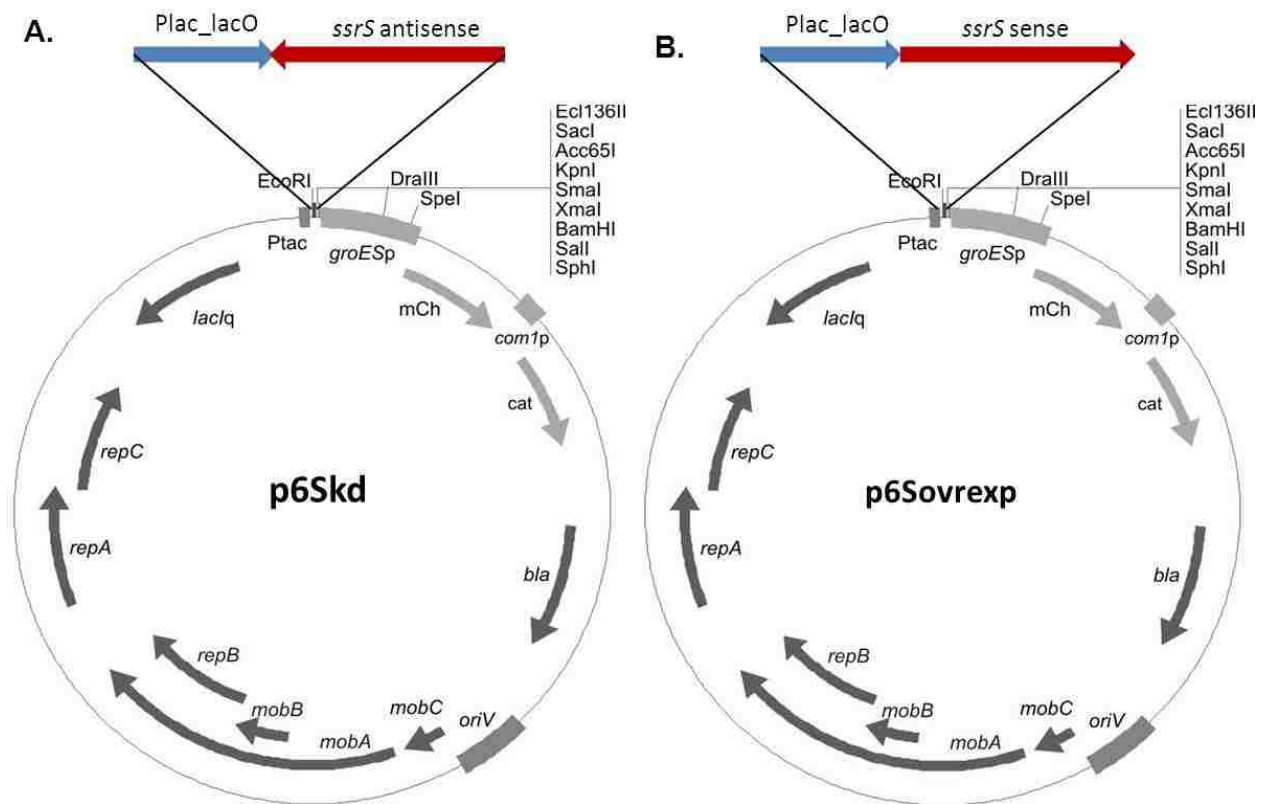 A.
Plac_lacO
ssrS antisense
Ecl136II
SacI
Acc65I
KpnI
SmaI
XmaI
BamHI
SalI
SphI
EcoRI
DraIII
SpeI
Ptac
groESp
lacIq
mCh
com1p
cat
repC
p6Skd
repA
bla
repB
mobB
mobA
mobC
oriV
B.
Plac_lacO
ssrS sense
Ecl136II
SacI
Acc65I
KpnI
SmaI
XmaI
BamHI
SalI
SphI
EcoRI
DraIII
SpeI
Ptac
groESp
lacIq
mCh
com1p
cat
repC
p6Sovrexp
repA
bla
repB
mobB
mobA
mobC
oriV